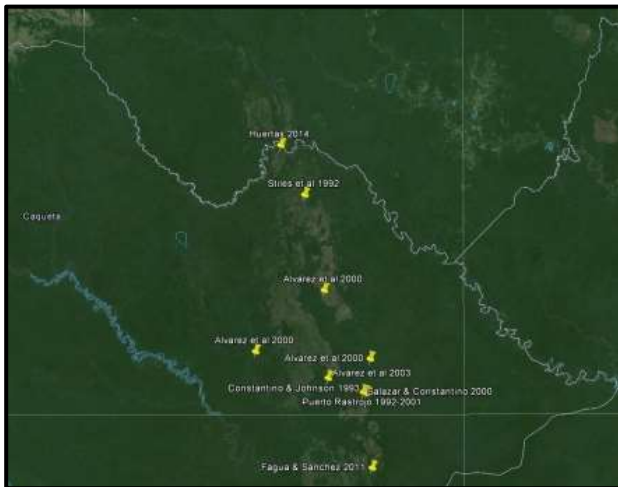 Huertas 2014
Stiles et al 1992
Caqueta
Alvarez et al 2000
Alvarez et al 2000
Alvarez et al 2000
Alvarez et al 2003
Constantino & Johnson 1993
Salazar & Constantino 2000
Puerto Rastrojo 1992-2001
Fagua & Sanchez 2011